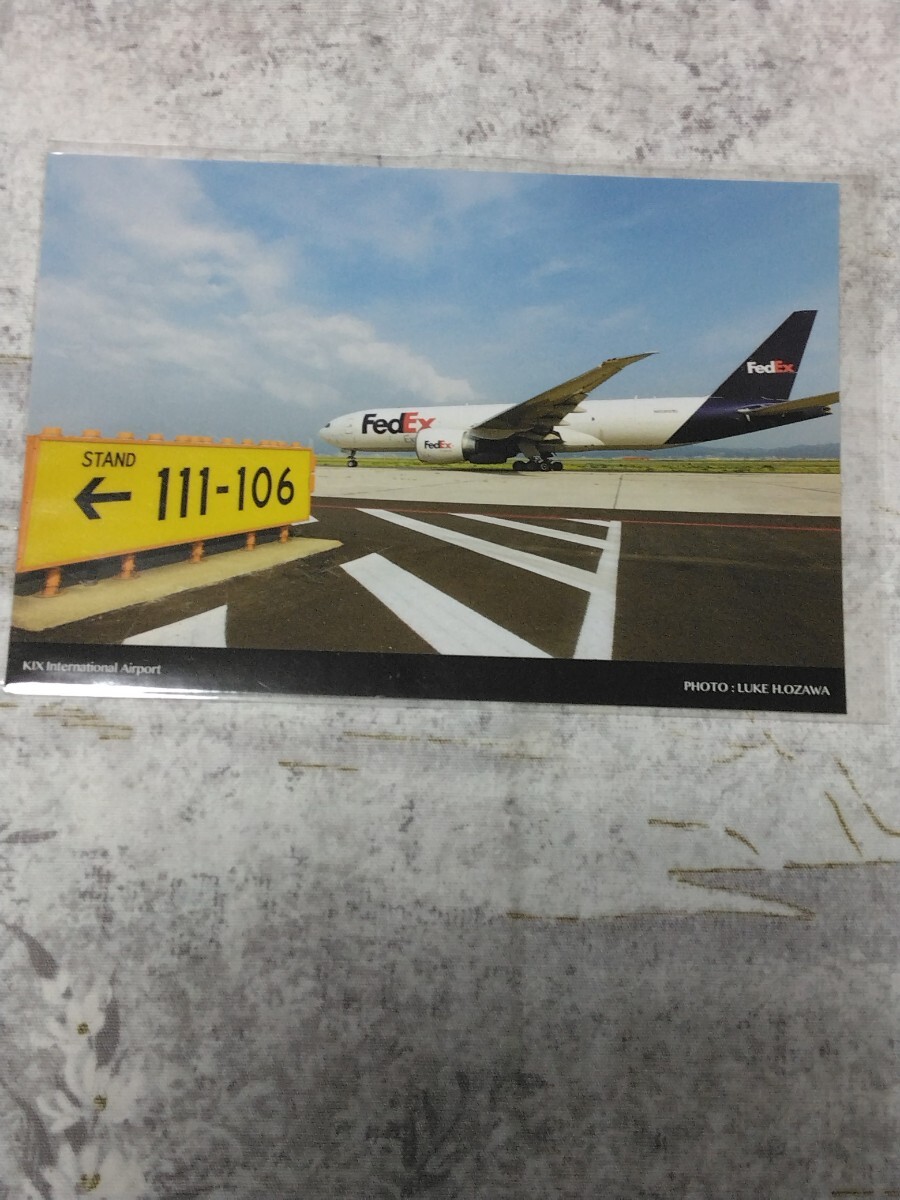 FedEx
FedEx
FedEx
STAND
← 111-106
KIX International Airport
PHOTO : LUKE H.OZAWA